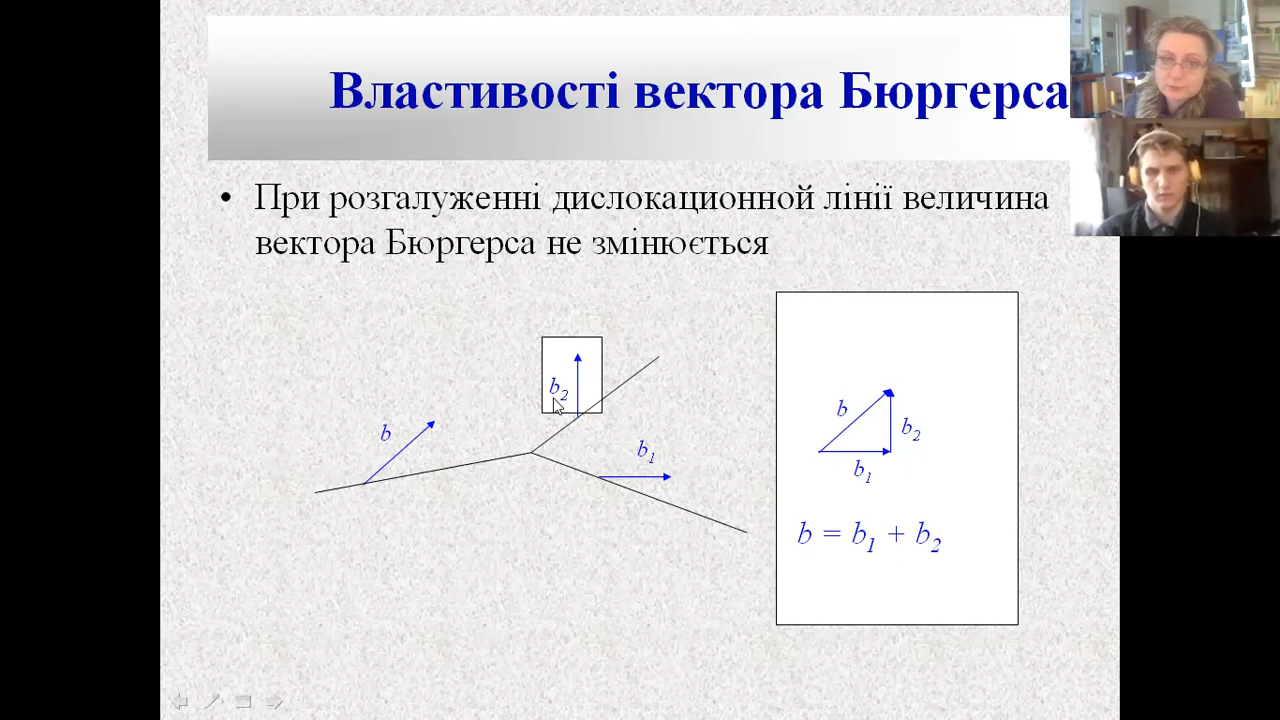 Властивості вектора Бюргерса
• При розгалуженні дислокационной лінії величина
вектора Бюргерса не змінюється
b
b2
b1
b
b2
b1
b = b1 + b2